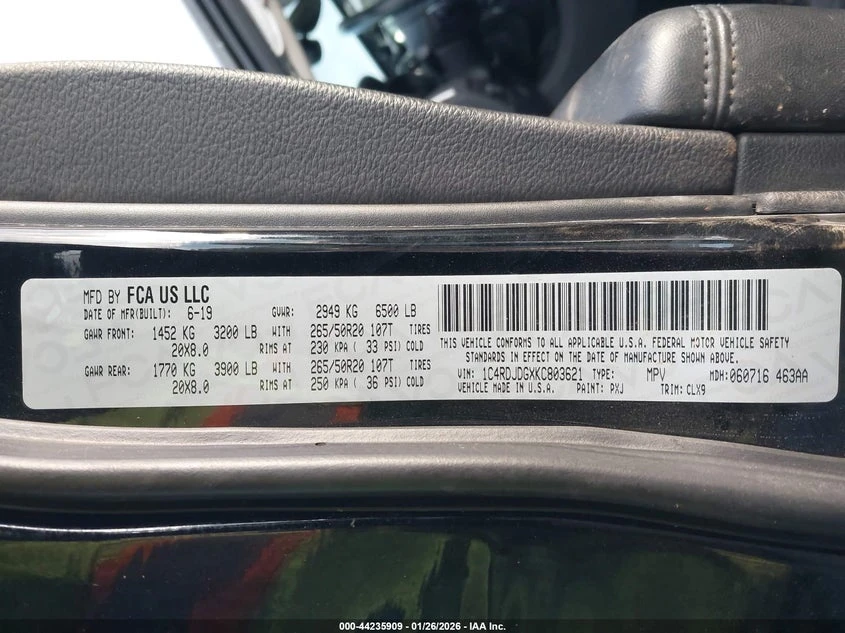 MFD BY FCA US LLC
DATE OF MFR(BUILT): 6-19 GVWR: 2949 KG 6500 LB
GAWR FRONT: 1452 KG 3200 LB WITH 265/50R20 107T TIRES
20X8.0 RIMS AT 230 KPA ( 33 PSI) COLD
GAWR REAR: 1770 KG 3900 LB WITH 265/50R20 107T TIRES
20X8.0 RIMS AT 250 KPA ( 36 PSI) COLD
THIS VEHICLE CONFORMS TO ALL APPLICABLE U.S.A. FEDERAL MOTOR VEHICLE SAFETY
STANDARDS IN EFFECT ON THE DATE OF MANUFACTURE SHOWN ABOVE.
VIN: 1C4RDJDGXKC803621 TYPE: MPV MDH:060716 463AA
VEHICLE MADE IN U.S.A. PAINT: PXJ TRIM: CLX9
000-44235909 - 01/26/2026 - IAA Inc.